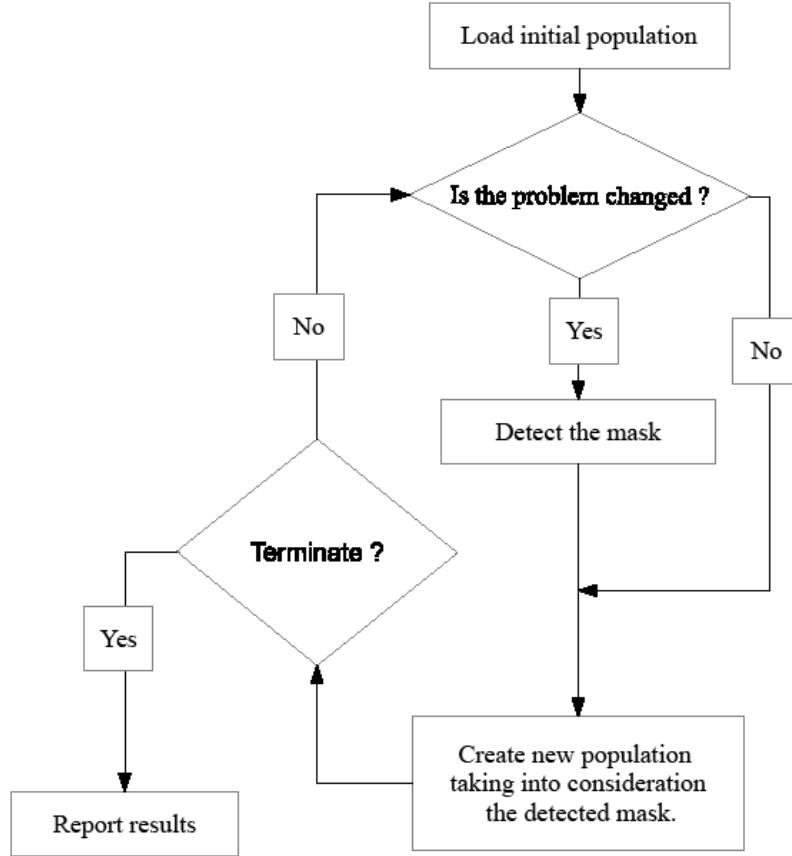 Load initial population
Is the problem changed ?
No
Yes
No
Detect the mask
Terminate ?
Yes
Create new population
taking into consideration
the detected mask.
Report results